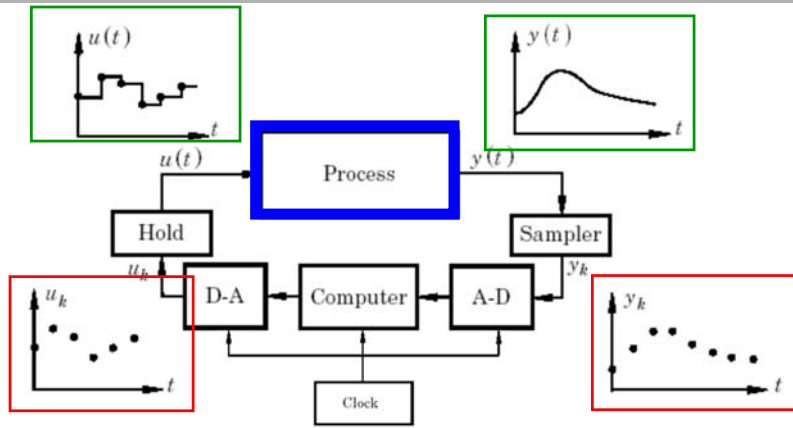 u(t)
t
y(t)
t
u(t)
Process
y(t)
Hold
Sampler
u_k
y_k
D-A
Computer
A-D
u_k
t
y_k
t
Clock